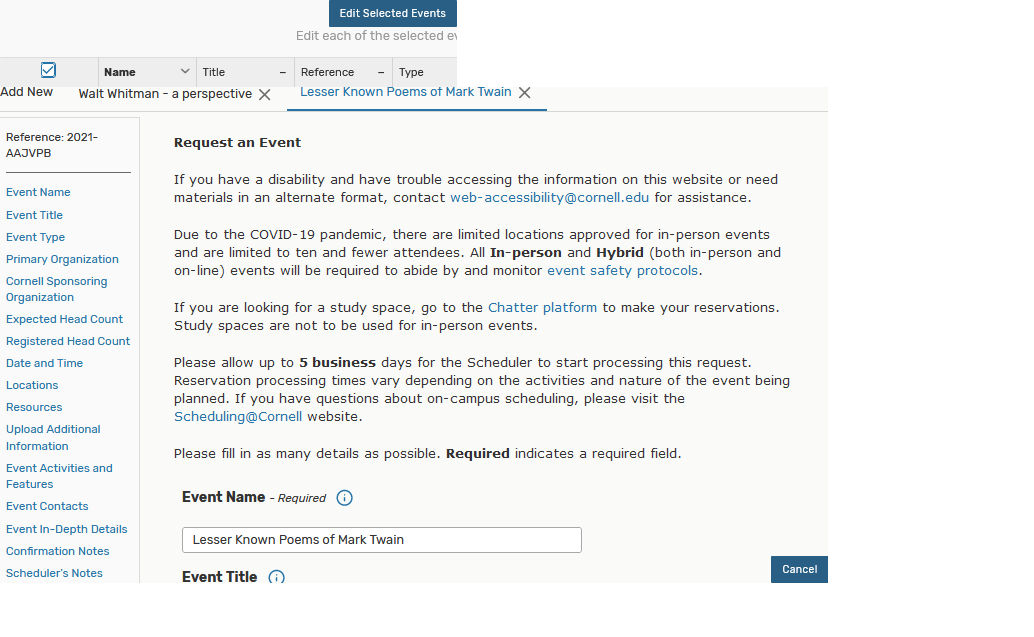 Edit Selected Events
Edit each of the selected ev
Name Title – Reference – Type
Add New Walt Whitman - a perspective Lesser Known Poems of Mark Twain
Reference: 2021-
AAJVPB
Event Name
Event Title
Event Type
Primary Organization
Cornell Sponsoring
Organization
Expected Head Count
Registered Head Count
Date and Time
Locations
Resources
Upload Additional
Information
Event Activities and
Features
Event Contacts
Event In-Depth Details
Confirmation Notes
Scheduler's Notes
Request an Event
If you have a disability and have trouble accessing the information on this website or need
materials in an alternate format, contact web-accessibility@cornell.edu for assistance.
Due to the COVID-19 pandemic, there are limited locations approved for in-person events
and are limited to ten and fewer attendees. All In-person and Hybrid (both in-person and
on-line) events will be required to abide by and monitor event safety protocols.
If you are looking for a study space, go to the Chatter platform to make your reservations.
Study spaces are not to be used for in-person events.
Please allow up to 5 business days for the Scheduler to start processing this request.
Reservation processing times vary depending on the activities and nature of the event being
planned. If you have questions about on-campus scheduling, please visit the
Scheduling@Cornell website.
Please fill in as many details as possible. Required indicates a required field.
Event Name - Required
Lesser Known Poems of Mark Twain
Event Title
Cancel